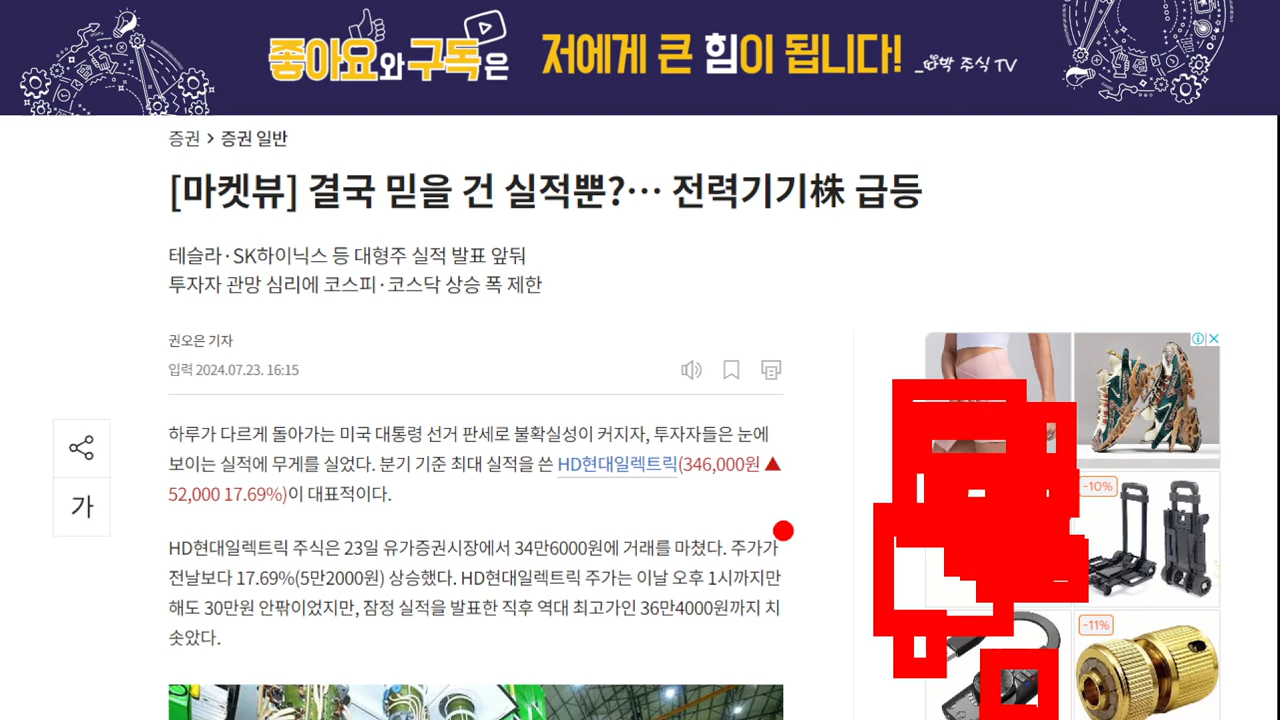 좋아요와 구독은 저에게 큰 힘이 됩니다!
박 주식 TV
증권 > 증권 일반
[마켓뷰] 결국 믿을 건 실적뿐?… 전력기기株 급등
테슬라·SK하이닉스 등 대형주 실적 발표 앞둬
투자자 관망 심리에 코스피·코스닥 상승 폭 제한
권오은 기자
입력 2024.07.23. 16:15
가
하루가 다르게 돌아가는 미국 대통령 선거 판세로 불확실성이 커지자, 투자자들은 눈에
보이는 실적에 무게를 실었다. 분기 기준 최대 실적을 쓴 HD현대일렉트릭(346,000원 ▲
52,000 17.69%)이 대표적이다.
HD현대일렉트릭 주식은 23일 유가증권시장에서 34만6000원에 거래를 마쳤다. 주가가
전날보다 17.69%(5만2000원) 상승했다. HD현대일렉트릭 주가는 이날 오후 1시까지만
해도 30만원 안팎이었지만, 잠정 실적을 발표한 직후 역대 최고가인 36만4000원까지 치
솟았다.
-10%
-11%